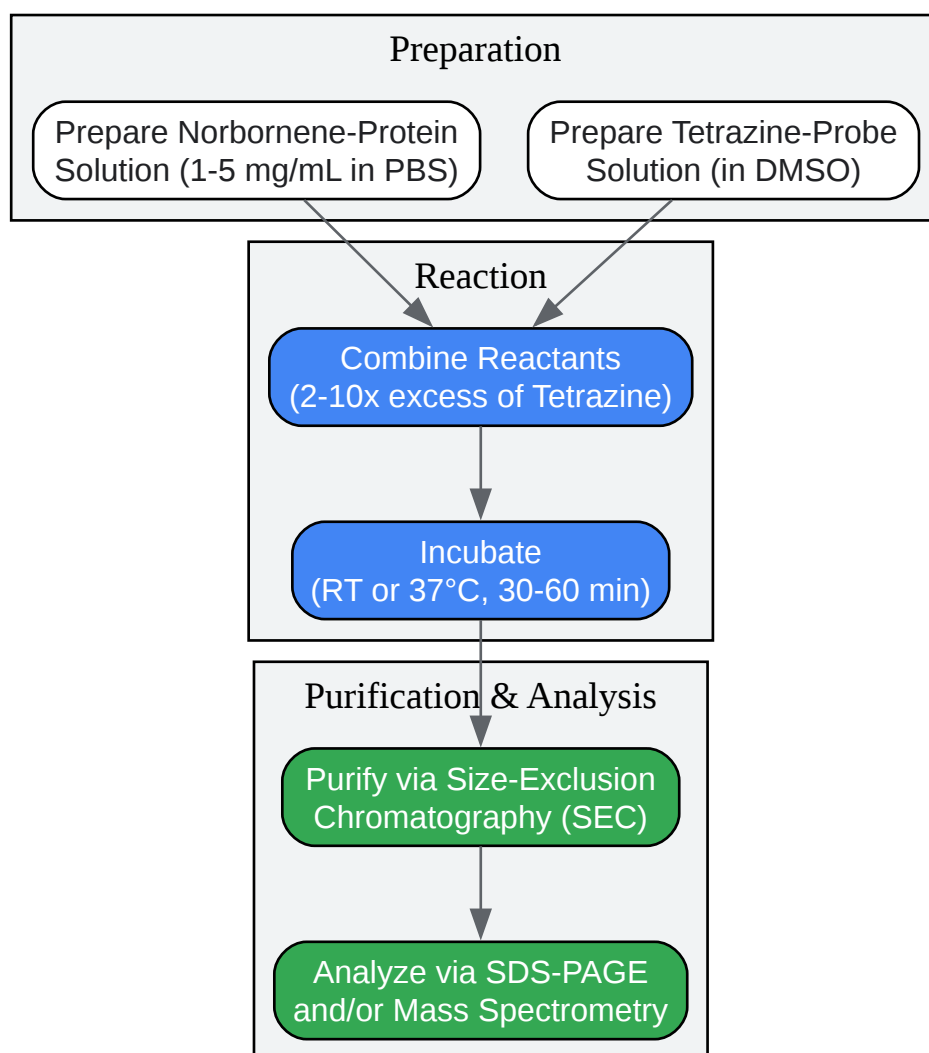 Preparation
Prepare Norbornene-Protein
Solution (1-5 mg/mL in PBS)
Prepare Tetrazine-Probe
Solution (in DMSO)
Reaction
Combine Reactants
(2-10x excess of Tetrazine)
Incubate
(RT or 37°C, 30-60 min)
Purification & Analysis
Purify via Size-Exclusion
Chromatography (SEC)
Analyze via SDS-PAGE
and/or Mass Spectrometry